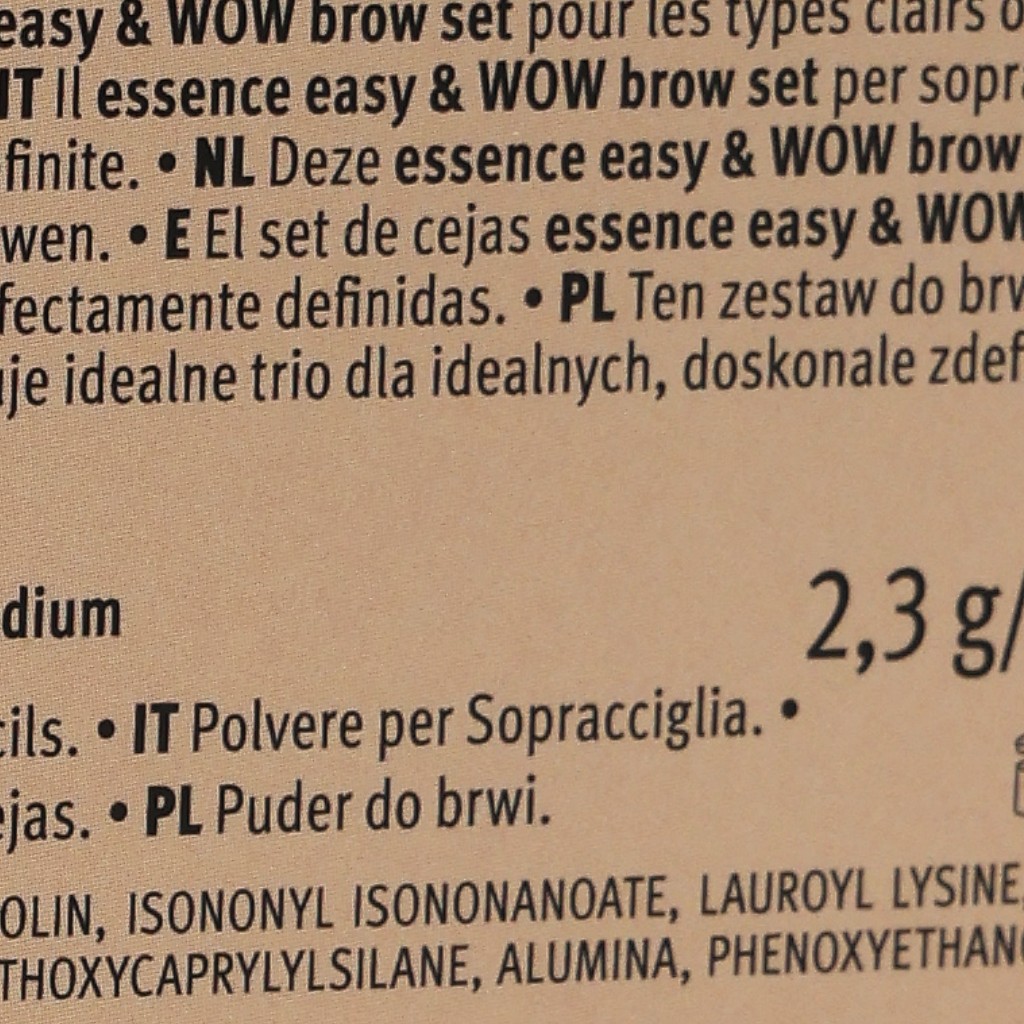 easy & WOW brow set pour les types clairs
IT Il essence easy & WOW brow set per sopra
finite. • NL Deze essence easy & WOW brow
wen. • E El set de cejas essence easy & WOW
fectamente definidas. • PL Ten zestaw do brw
uje idealne trio dla idealnych, doskonale zdef
dium
2,3 g/
cils. • IT Polvere per Sopracciglia. •
ejas. • PL Puder do brwi.
OLIN, ISONONYL ISONONANOATE, LAUROYL LYSINE,
THOXYCAPRYLYLSILANE, ALUMINA, PHENOXYETHANO